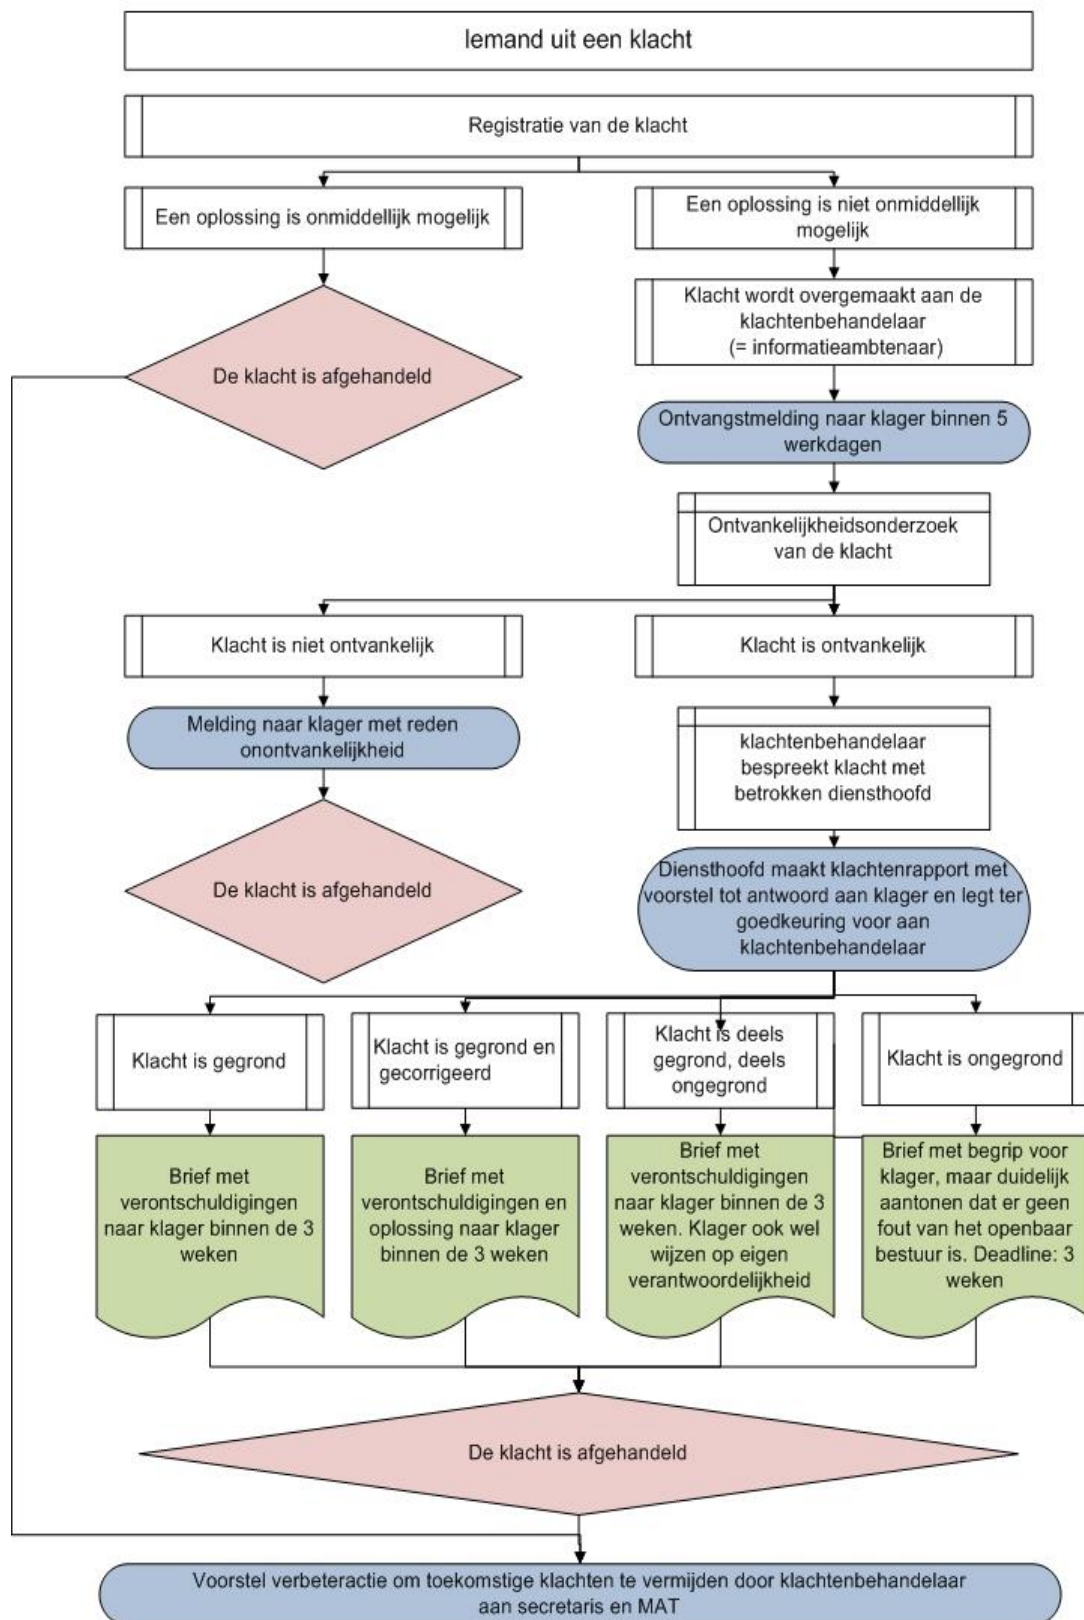 Iemand uit een klacht
Registratie van de klacht
Een oplossing is onmiddellijk mogelijk
Een oplossing is niet onmiddellijk
mogelijk
Klacht wordt overgemaakt aan de
klachtenbehandelaar
(= informatieambtenaar)
De klacht is afgehandeld
Ontvangstmelding naar klager binnen 5
werkdagen
Ontvankelijkheidsonderzoek
van de klacht
Klacht is niet ontvankelijk
Klacht is ontvankelijk
Melding naar klager met reden
onontvankelijkheid
klachtenbehandelaar
bespreekt klacht met
betrokken diensthoofd
De klacht is afgehandeld
Diensthoofd maakt klachtenrapport met
voorstel tot antwoord aan klager en legt ter
goedkeuring voor aan
klachtenbehandelaar
Klacht is gegrond
Klacht is gegrond en
gecorrigeerd
Klacht is deels
gegrond, deels
ongegrond
Klacht is ongegrond
Brief met
verontschuldigingen
naar klager binnen de 3
weken
Brief met
verontschuldigingen en
oplossing naar klager
binnen de 3 weken
Brief met
verontschuldigingen
naar klager binnen de 3
weken. Klager ook wel
wijzen op eigen
verantwoordelijkheid
Brief met begrip voor
klager, maar duidelijk
aantonen dat er geen
fout van het openbaar
bestuur is. Deadline: 3
weken
De klacht is afgehandeld
Voorstel verbeteractie om toekomstige klachten te vermijden door klachtenbehandelaar
aan secretaris en MAT